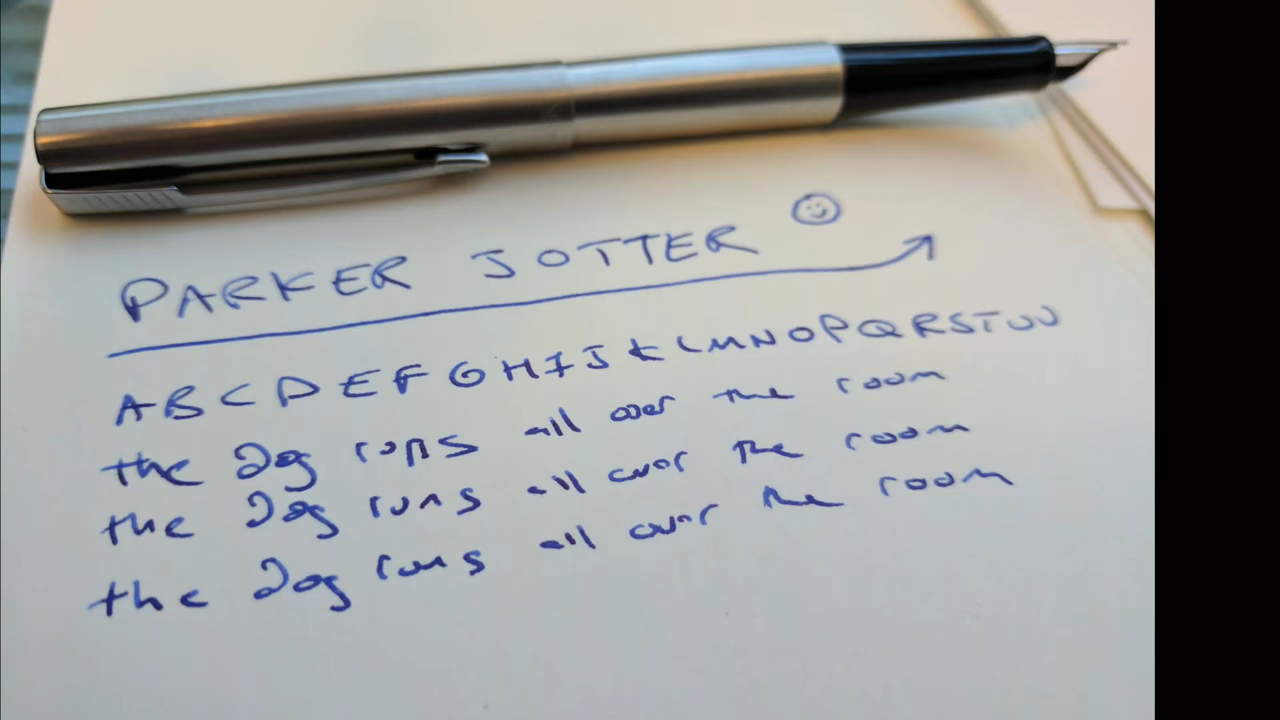 PARKER JOTTER
A B C D E F G H I J K L M N O P Q R S T U V
the dog runs all over the room
the dog runs all over the room
the dog runs all over the room